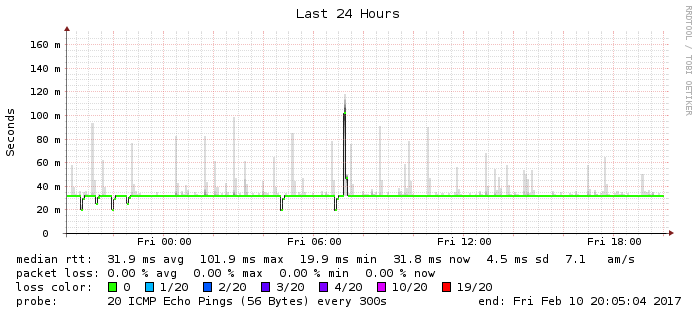 Last 24 Hours
RRDTOOL / TOBI OETIKER
Seconds
160 m
140 m
120 m
100 m
80 m
60 m
40 m
20 m
0
Fri 00:00 Fri 06:00 Fri 12:00 Fri 18:00
median rtt: 31.9 ms avg 101.9 ms max 19.9 ms min 31.8 ms now 4.5 ms sd 7.1 am/s
packet loss: 0.00 % avg 0.00 % max 0.00 % min 0.00 % now
loss color: 0 1/20 2/20 3/20 4/20 10/20 19/20
probe: 20 ICMP Echo Pings (56 Bytes) every 300s end: Fri Feb 10 20:05:04 2017